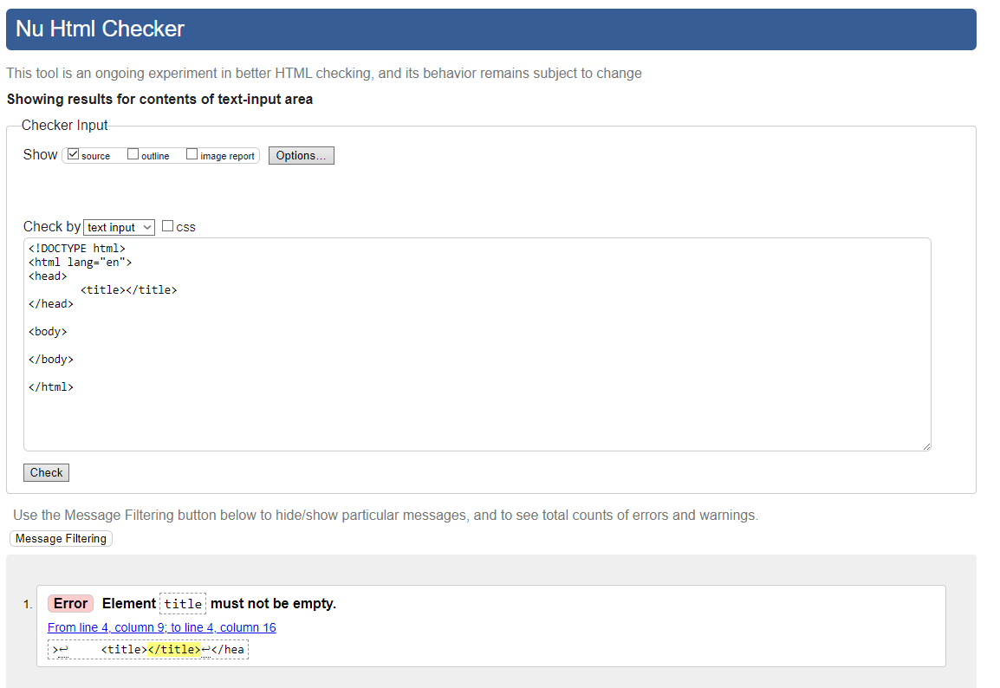 Nu Html Checker
This tool is an ongoing experiment in better HTML checking, and its behavior remains subject to change
Showing results for contents of text-input area
Checker Input
Show source outline image report Options...
Check by text input css
<!DOCTYPE html>
<html lang="en">
<head>
<title></title>
</head>
<body>
</body>
</html>
Check
Use the Message Filtering button below to hide/show particular messages, and to see total counts of errors and warnings.
Message Filtering
1. Error Element title must not be empty.
From line 4, column 9; to line 4, column 16
>↩ <title></title>↩</hea